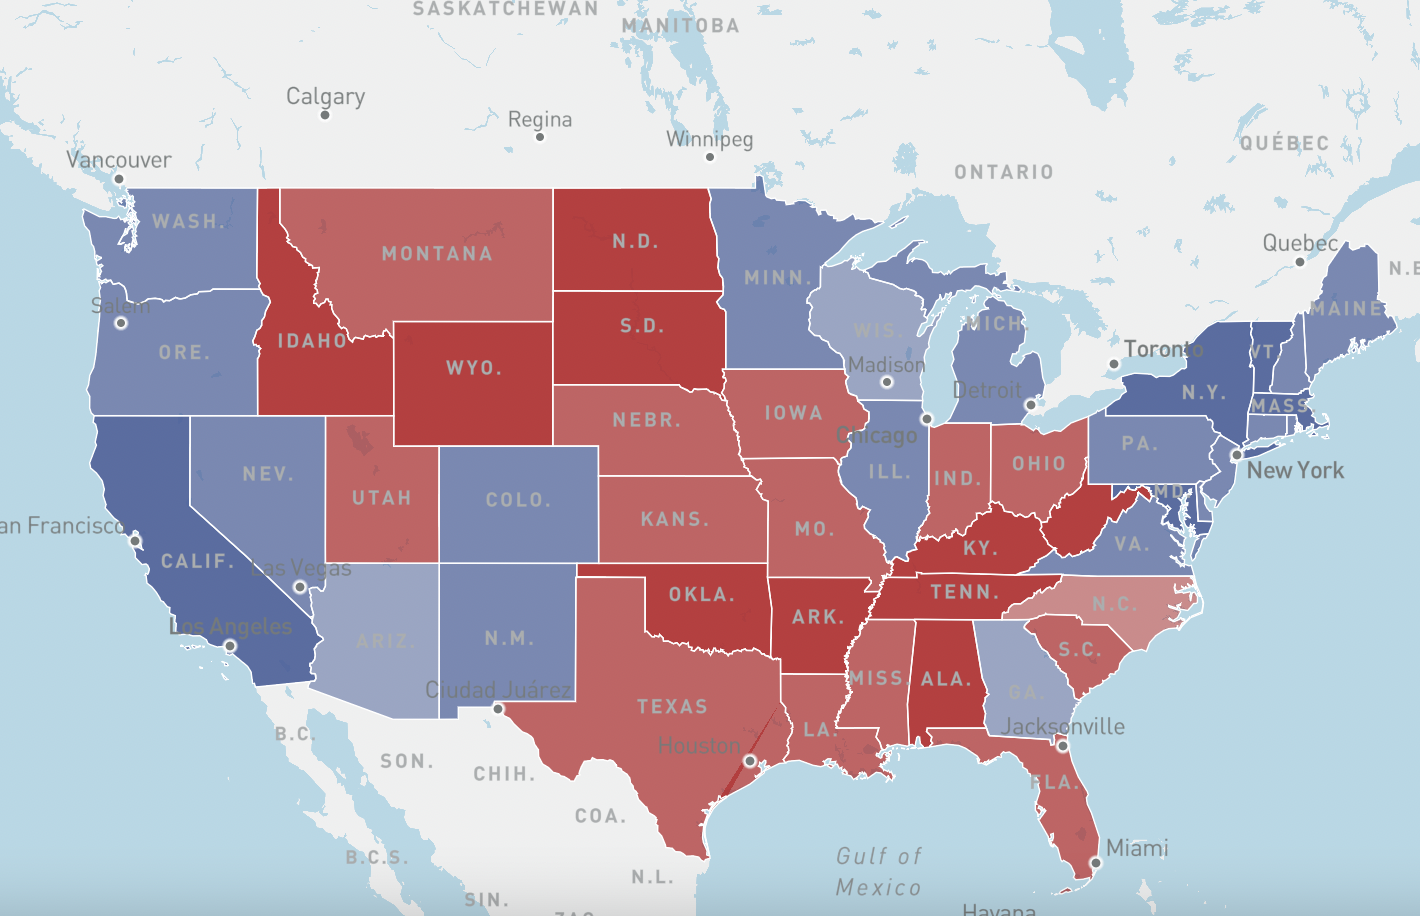 SASKATCHEWAN
MANITOBA
Calgary
Regina
Winnipeg
Vancouver
ONTARIO
QUÉBEC
Quebec
N.E
WASH.
MONTANA
N.D.
MINN.
Salem
ORE.
IDAHO
WYO.
S.D.
WIS.
MICH.
MAINE
Madison
Toronto
VT.
Detroit
N.Y.
MASS.
NEBR.
IOWA
Chicago
PA.
New York
NEV.
UTAH
COLO.
ILL.
IND.
OHIO
MD.
an Francisco
CALIF.
Las Vegas
KANS.
MO.
KY.
VA.
Los Angeles
ARIZ.
N.M.
OKLA.
ARK.
TENN.
N.C.
S.C.
Ciudad Juárez
TEXAS
MISS.
ALA.
GA.
LA.
Houston
Jacksonville
B.C.
SON.
CHIH.
FLA.
COA.
Miami
B.C.S.
N.L.
Gulf of
Mexico
SIN.
Havana